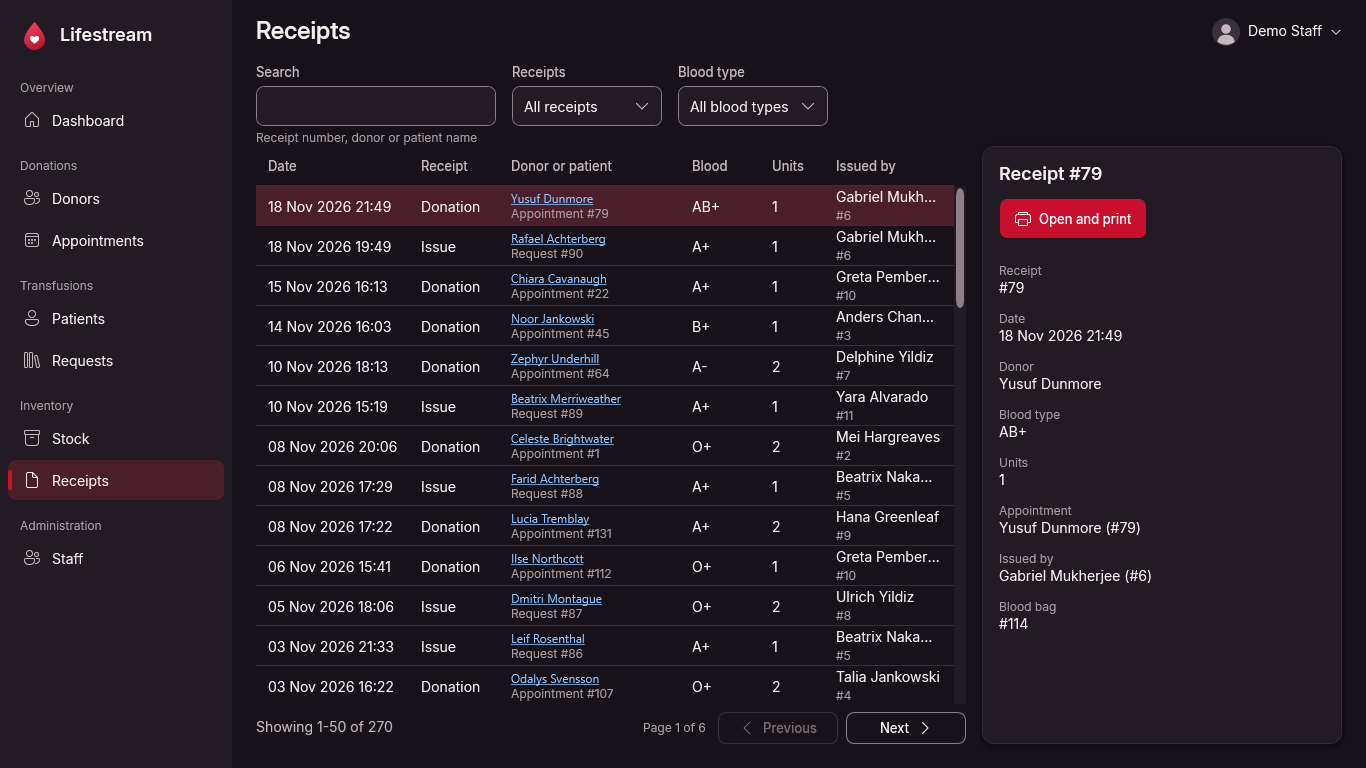 Lifestream
Overview
Dashboard
Donations
Donors
Appointments
Transfusions
Patients
Requests
Inventory
Stock
Receipts
Administration
Staff
Receipts
Demo Staff
Search
Receipts
Blood type
All receipts
All blood types
Receipt number, donor or patient name
Date Receipt Donor or patient Blood Units Issued by
18 Nov 2026 21:49 Donation Yusuf Dunmore AB+ 1 Gabriel Mukh...
Appointment #79 #6
18 Nov 2026 19:49 Issue Rafael Achterberg A+ 1 Gabriel Mukh...
Request #90 #6
15 Nov 2026 16:13 Donation Chiara Cavanaugh A+ 1 Greta Pember...
Appointment #22 #10
14 Nov 2026 16:03 Donation Noor Jankowski B+ 1 Anders Chan...
Appointment #45 #3
10 Nov 2026 18:13 Donation Zephyr Underhill A- 2 Delphine Yildiz
Appointment #64 #7
10 Nov 2026 15:19 Issue Beatrix Merriweather A+ 1 Yara Alvarado
Request #89 #11
08 Nov 2026 20:06 Donation Celeste Brightwater O+ 2 Mei Hargreaves
Appointment #1 #2
08 Nov 2026 17:29 Issue Farid Achterberg A+ 1 Beatrix Naka...
Request #88 #5
08 Nov 2026 17:22 Donation Lucia Tremblay A+ 2 Hana Greenleaf
Appointment #131 #9
06 Nov 2026 15:41 Donation Ilse Northcott O+ 1 Greta Pember...
Appointment #112 #10
05 Nov 2026 18:06 Issue Dmitri Montague O+ 2 Ulrich Yildiz
Request #87 #8
03 Nov 2026 21:33 Issue Leif Rosenthal A+ 1 Beatrix Naka...
Request #86 #5
03 Nov 2026 16:22 Donation Odalys Svensson O+ 2 Talia Jankowski
Appointment #107 #4
Showing 1-50 of 270
Page 1 of 6
Previous
Next
Receipt #79
Open and print
Receipt
#79
Date
18 Nov 2026 21:49
Donor
Yusuf Dunmore
Blood type
AB+
Units
1
Appointment
Yusuf Dunmore (#79)
Issued by
Gabriel Mukherjee (#6)
Blood bag
#114